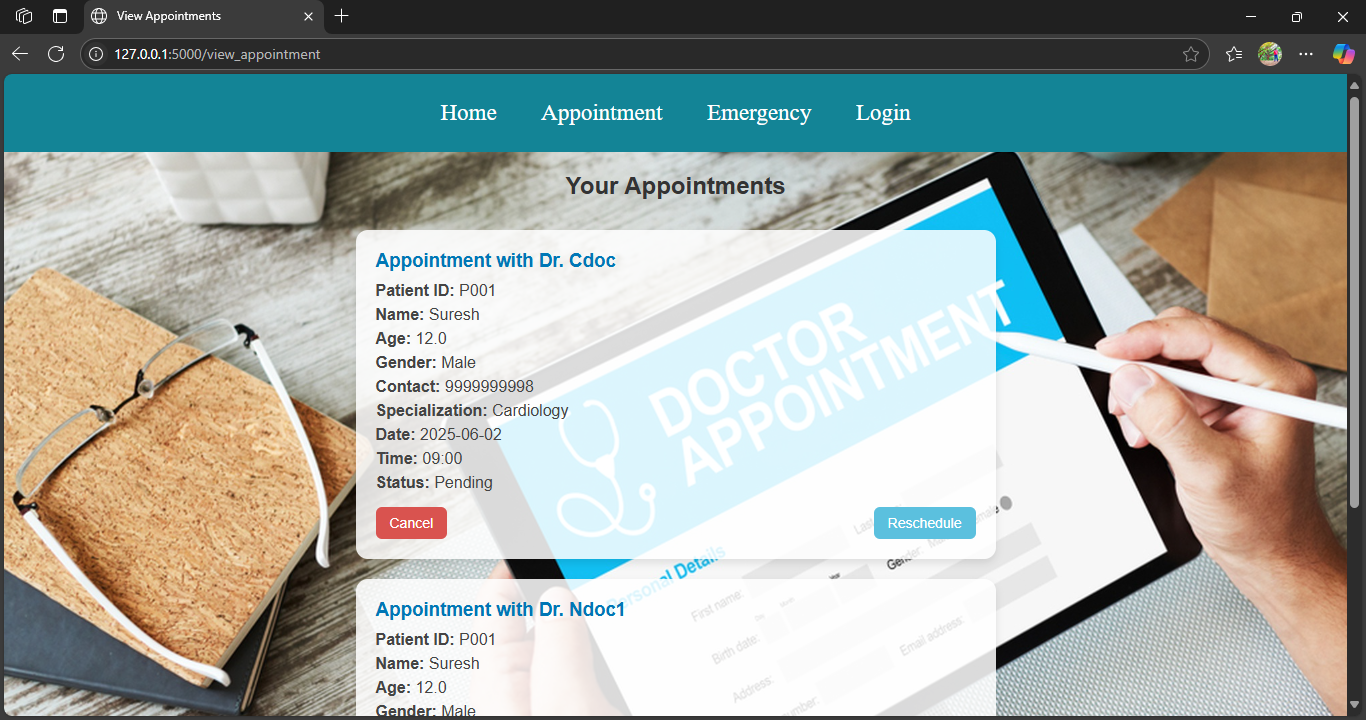 View Appointments
127.0.0.1:5000/view_appointment
Home Appointment Emergency Login
Your Appointments
Appointment with Dr. Cdoc
Patient ID: P001
Name: Suresh
Age: 12.0
Gender: Male
Contact: 9999999998
Specialization: Cardiology
Date: 2025-06-02
Time: 09:00
Status: Pending
Cancel Reschedule
Appointment with Dr. Ndoc1
Patient ID: P001
Name: Suresh
Age: 12.0
Gender: Male
DOCTOR
APPOINTMENT
Personal Details
First name:
Last
Gender:
Birth date:
Email address:
Address: